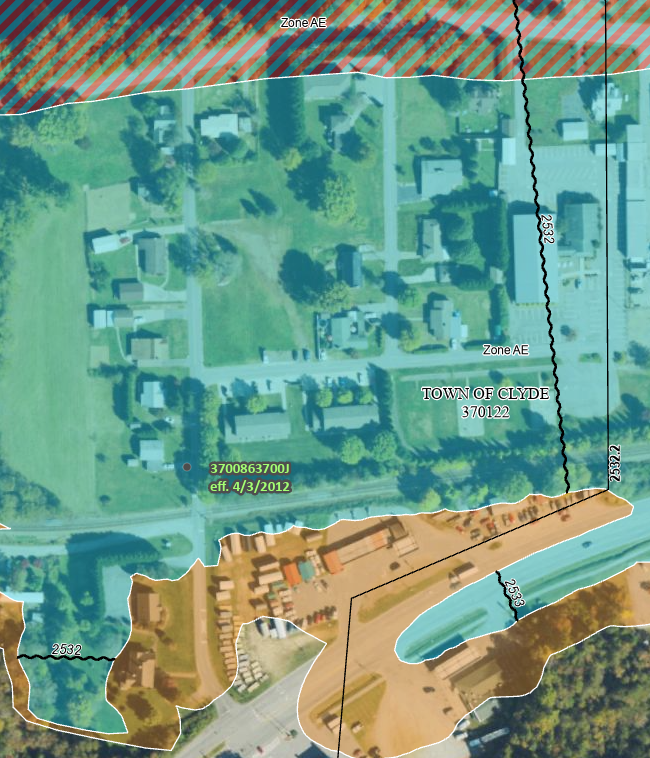 Zone AE
2532
Zone AE
TOWN OF CLYDE
370122
2532.2
3700863700J
eff. 4/3/2012
2533
2532